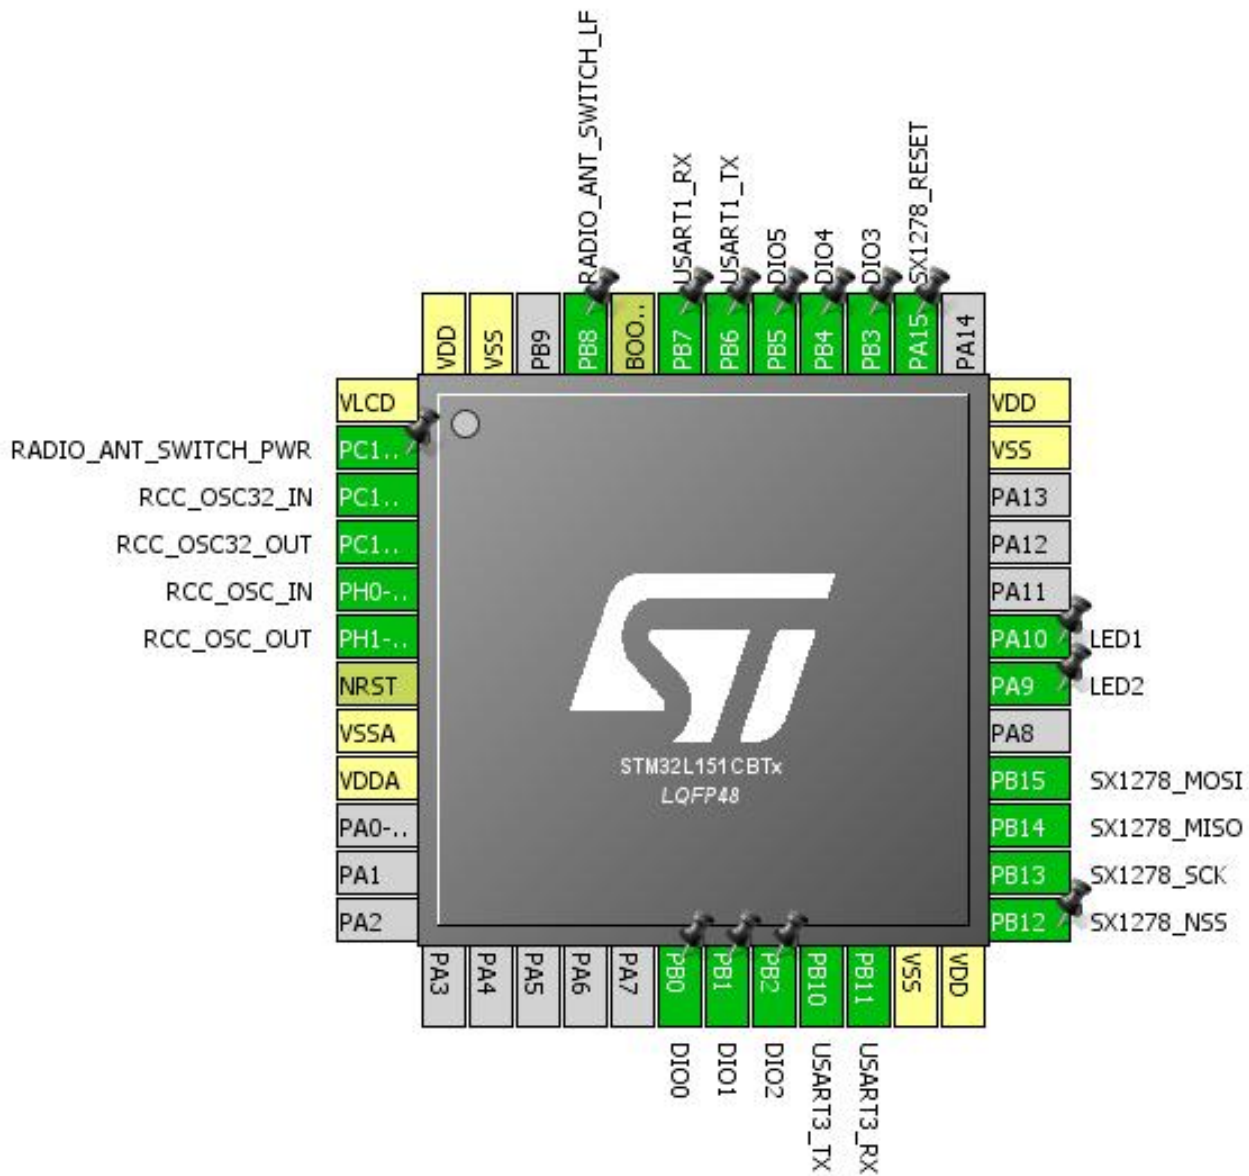 RADIO_ANT_SWITCH_LF
USART1_RX
USART1_TX
DIO5
DIO4
DIO3
SX1278_RESET
VDD
VSS
PB9
PB8
BOO..
PB7
PB6
PB5
PB4
PB3
PA15
PA14
VLCD
RADIO_ANT_SWITCH_PWR PC1..
RCC_OSC32_IN PC1..
RCC_OSC32_OUT PC1..
RCC_OSC_IN PH0-..
RCC_OSC_OUT PH1-..
NRST
VSSA
VDDA
PA0-..
PA1
PA2
ST
STM32L151CBTx
LQFP48
VDD
VSS
PA13
PA12
PA11
PA10 LED1
PA9 LED2
PA8
PB15 SX1278_MOSI
PB14 SX1278_MISO
PB13 SX1278_SCK
PB12 SX1278_NSS
PA3
PA4
PA5
PA6
PA7
PB0
PB1
PB2
PB10
PB11
VSS
VDD
DIO0
DIO1
DIO2
USART3_TX
USART3_RX